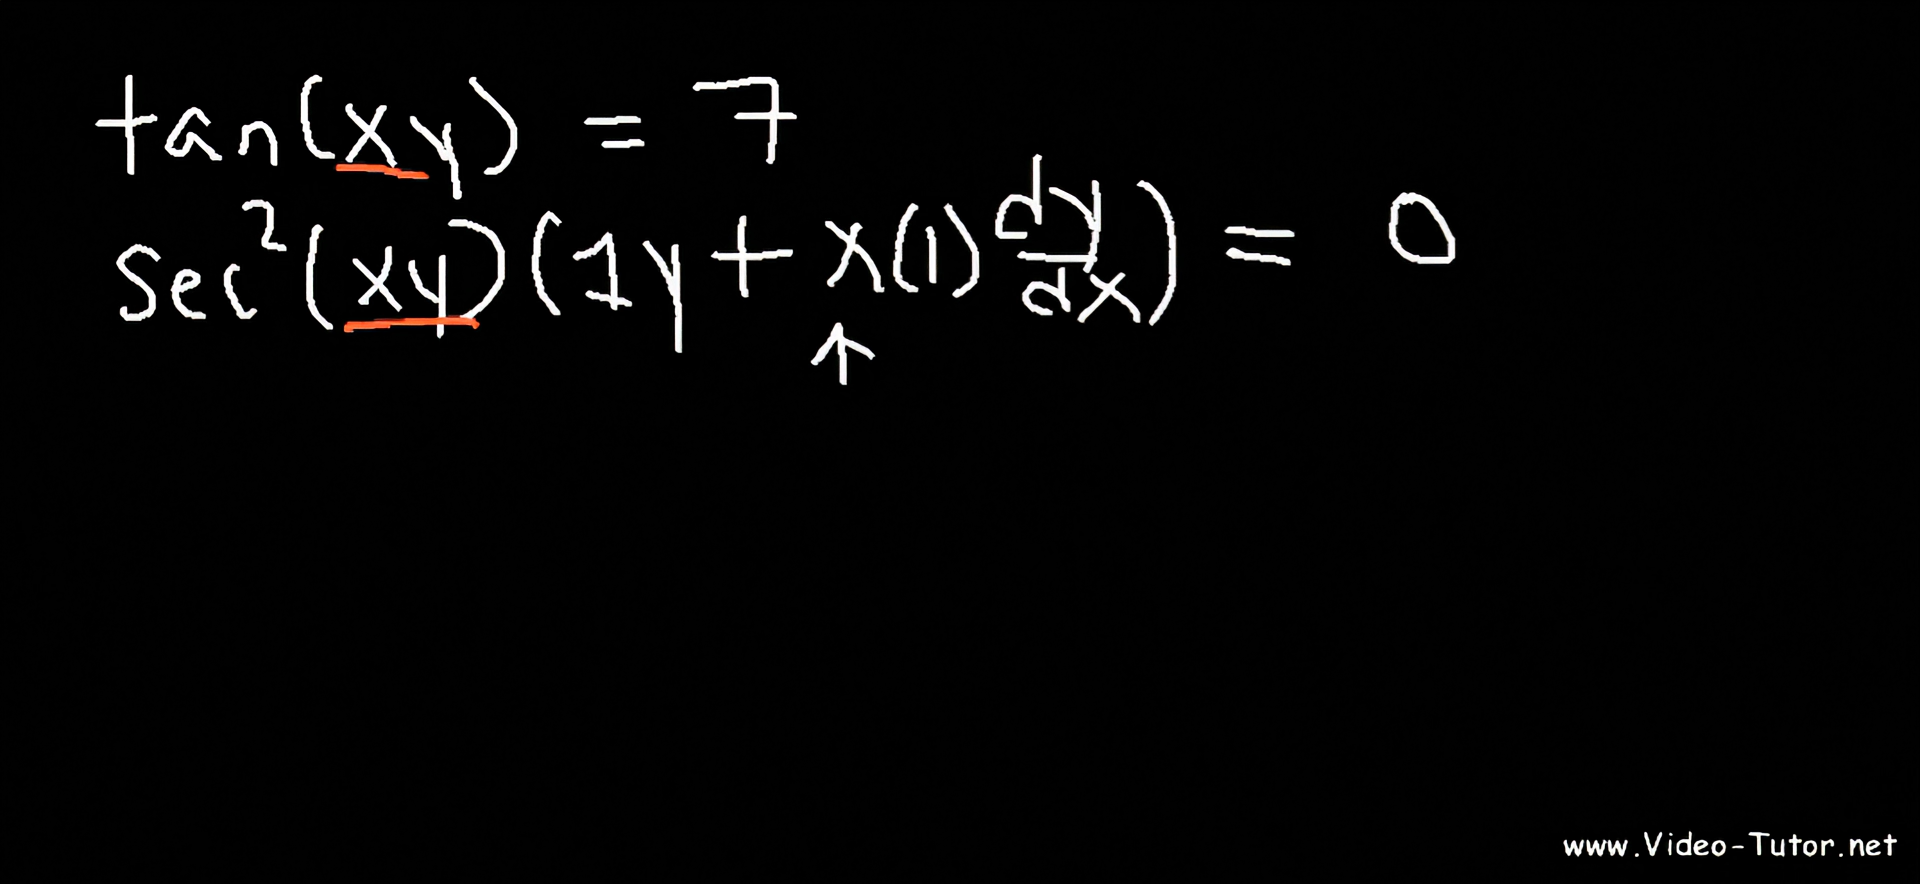 tan(xy) = 7
sec²(xy)(1y + x(1) dy/dx) = 0
↑
www.Video-Tutor.net